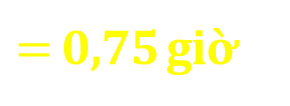 = 0,75 giờ